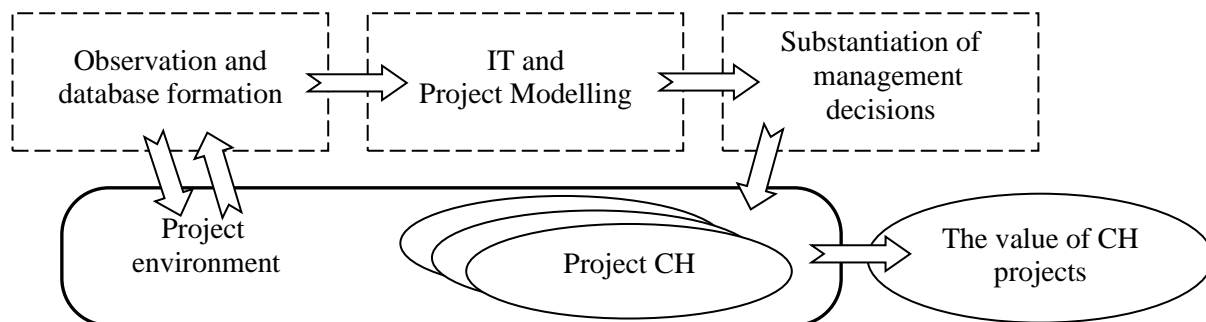 Observation and
database formation
IT and
Project Modelling
Substantiation of
management
decisions
Project
environment
Project CH
The value of CH
projects